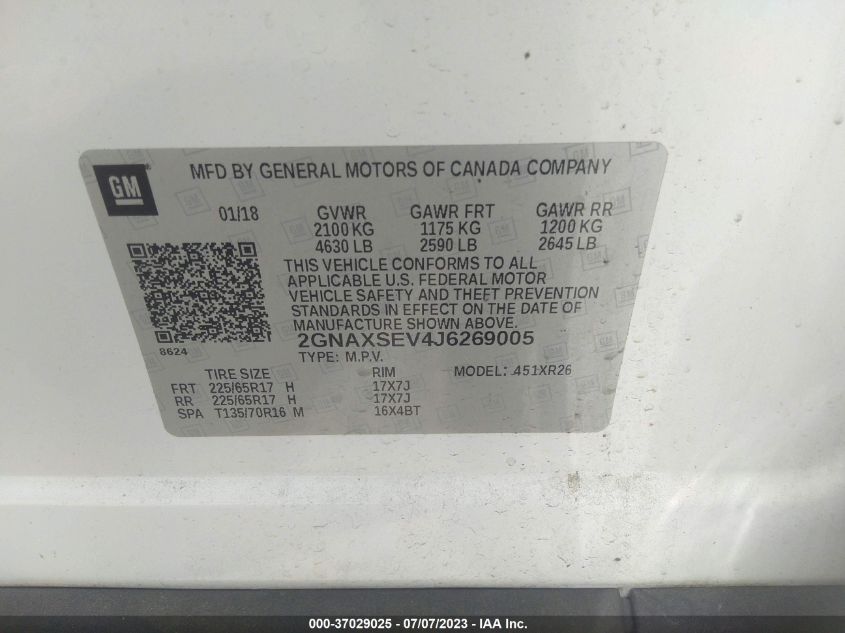 GM
MFD BY GENERAL MOTORS OF CANADA COMPANY
01/18 GVWR GAWR FRT GAWR RR
2100 KG 1175 KG 1200 KG
4630 LB 2590 LB 2645 LB
THIS VEHICLE CONFORMS TO ALL
APPLICABLE U.S. FEDERAL MOTOR
VEHICLE SAFETY AND THEFT PREVENTION
STANDARDS IN EFFECT ON THE DATE OF
MANUFACTURE SHOWN ABOVE.
8624
2GNAXSEV4J6269005
TYPE: M.P.V.
TIRE SIZE RIM MODEL: 451XR26
FRT 225/65R17 H 17X7J
RR 225/65R17 H 17X7J
SPA T135/70R16 M 16X4BT
000-37029025 - 07/07/2023 - IAA Inc.